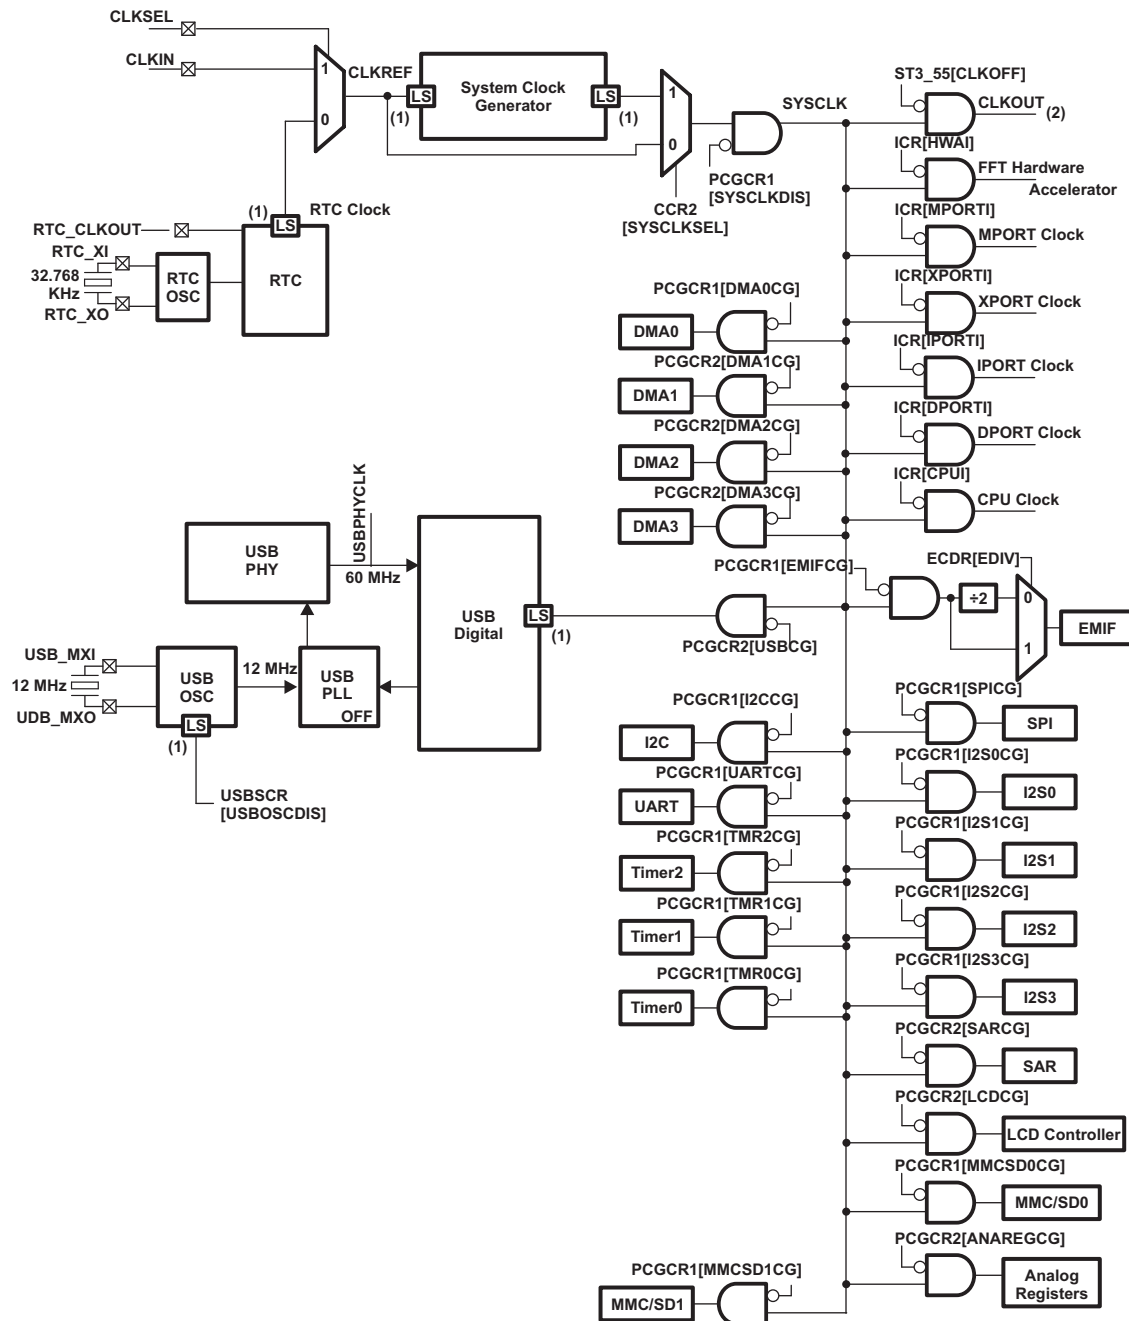 CLKSEL
CLKIN
1
0
CLKREF
LS
(1)
System Clock
Generator
LS
(1)
1
0
CCR2
[SYSCLKSEL]
PCGCR1
[SYSCLKDIS]
SYSCLK
(1)
LS
RTC Clock
RTC_CLKOUT
RTC_XI
32.768
KHz
RTC_XO
RTC
OSC
RTC
ST3_55[CLKOFF]
CLKOUT
(2)
ICR[HWAI]
FFT Hardware
Accelerator
ICR[MPORTI]
MPORT Clock
ICR[XPORTI]
XPORT Clock
ICR[IPORTI]
IPORT Clock
ICR[DPORTI]
DPORT Clock
ICR[CPUI]
CPU Clock
PCGCR1[DMA0CG]
DMA0
PCGCR2[DMA1CG]
DMA1
PCGCR2[DMA2CG]
DMA2
PCGCR2[DMA3CG]
DMA3
PCGCR1[EMIFCG]
ECDR[EDIV]
÷2
0
1
EMIF
USB
PHY
USBPHYCLK
60 MHz
USB
Digital
LS
(1)
PCGCR2[USBCG]
USB_MXI
12 MHz
UDB_MXO
USB
OSC
LS
(1)
12 MHz
USB
PLL
OFF
USBSCR
[USBOSCDIS]
PCGCR1[I2CCG]
I2C
PCGCR1[UARTCG]
UART
PCGCR1[TMR2CG]
Timer2
PCGCR1[TMR1CG]
Timer1
PCGCR1[TMR0CG]
Timer0
PCGCR1[SPICG]
SPI
PCGCR1[I2S0CG]
I2S0
PCGCR1[I2S1CG]
I2S1
PCGCR1[I2S2CG]
I2S2
PCGCR1[I2S3CG]
I2S3
PCGCR2[SARCG]
SAR
PCGCR2[LCDCG]
LCD Controller
PCGCR1[MMCSD0CG]
MMC/SD0
PCGCR2[ANAREGCG]
Analog
Registers
PCGCR1[MMCSD1CG]
MMC/SD1